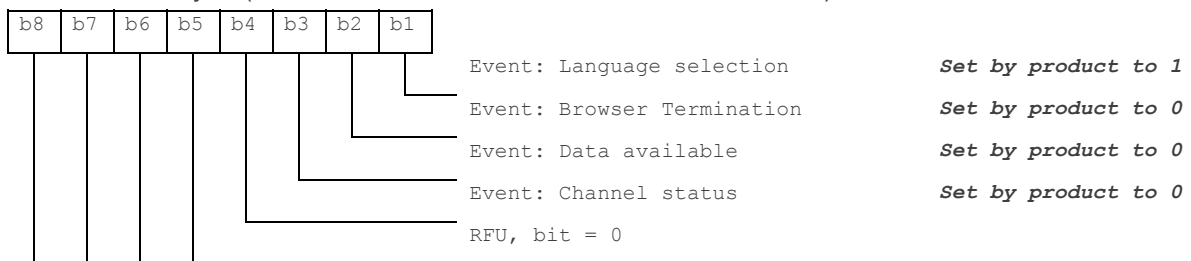 b8 b7 b6 b5 b4 b3 b2 b1
Event: Language selection Set by product to 1
Event: Browser Termination Set by product to 0
Event: Data available Set by product to 0
Event: Channel status Set by product to 0
RFU, bit = 0